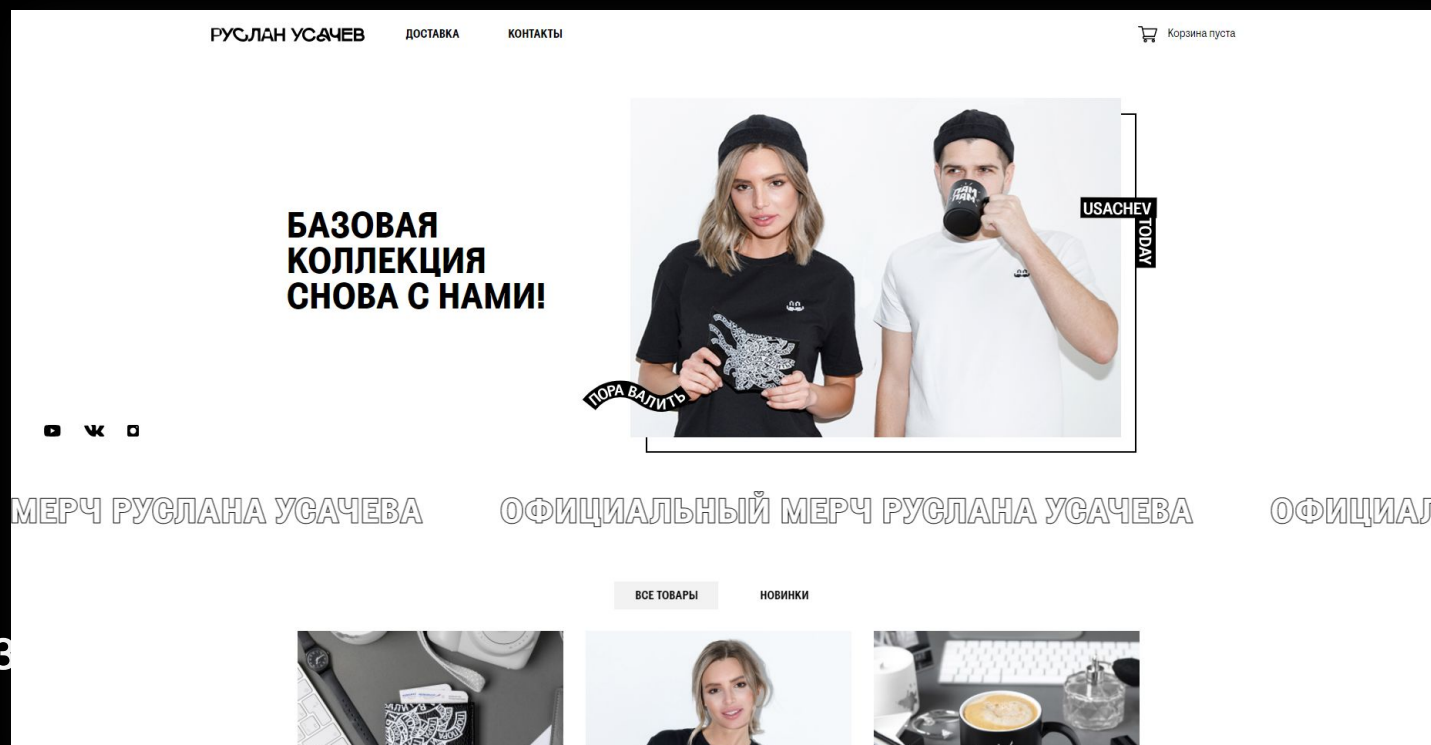 РУСЛАН УСАЧЕВ
ДОСТАВКА
КОНТАКТЫ
Корзина пуста
БАЗОВАЯ
КОЛЛЕКЦИЯ
СНОВА С НАМИ!
USACHEV
TODAY
ПОРА ВАЛИТЬ
МЕРЧ РУСЛАНА УСАЧЕВА ОФИЦИАЛЬНЫЙ МЕРЧ РУСЛАНА УСАЧЕВА
ВСЕ ТОВАРЫ
НОВИНКИ